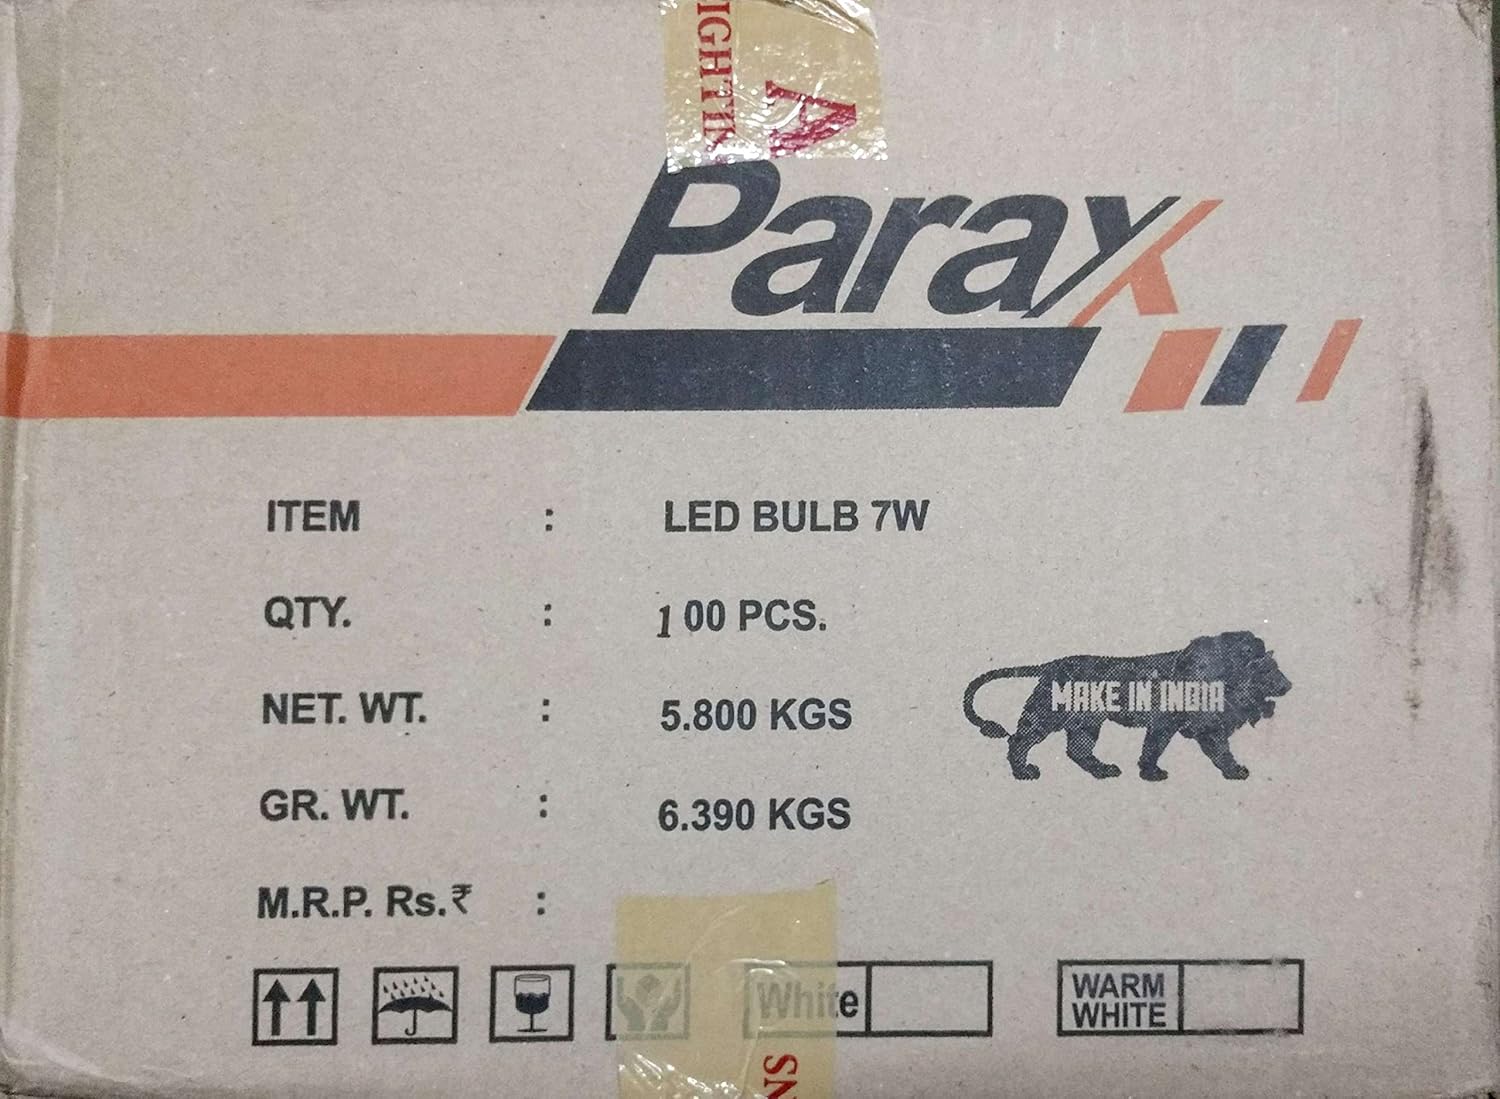 Parax
ITEM : LED BULB 7W
QTY. : 100 PCS.
NET. WT. : 5.800 KGS
MAKE IN INDIA
GR. WT. : 6.390 KGS
M.R.P. Rs.₹ :
White
WARM
WHITE